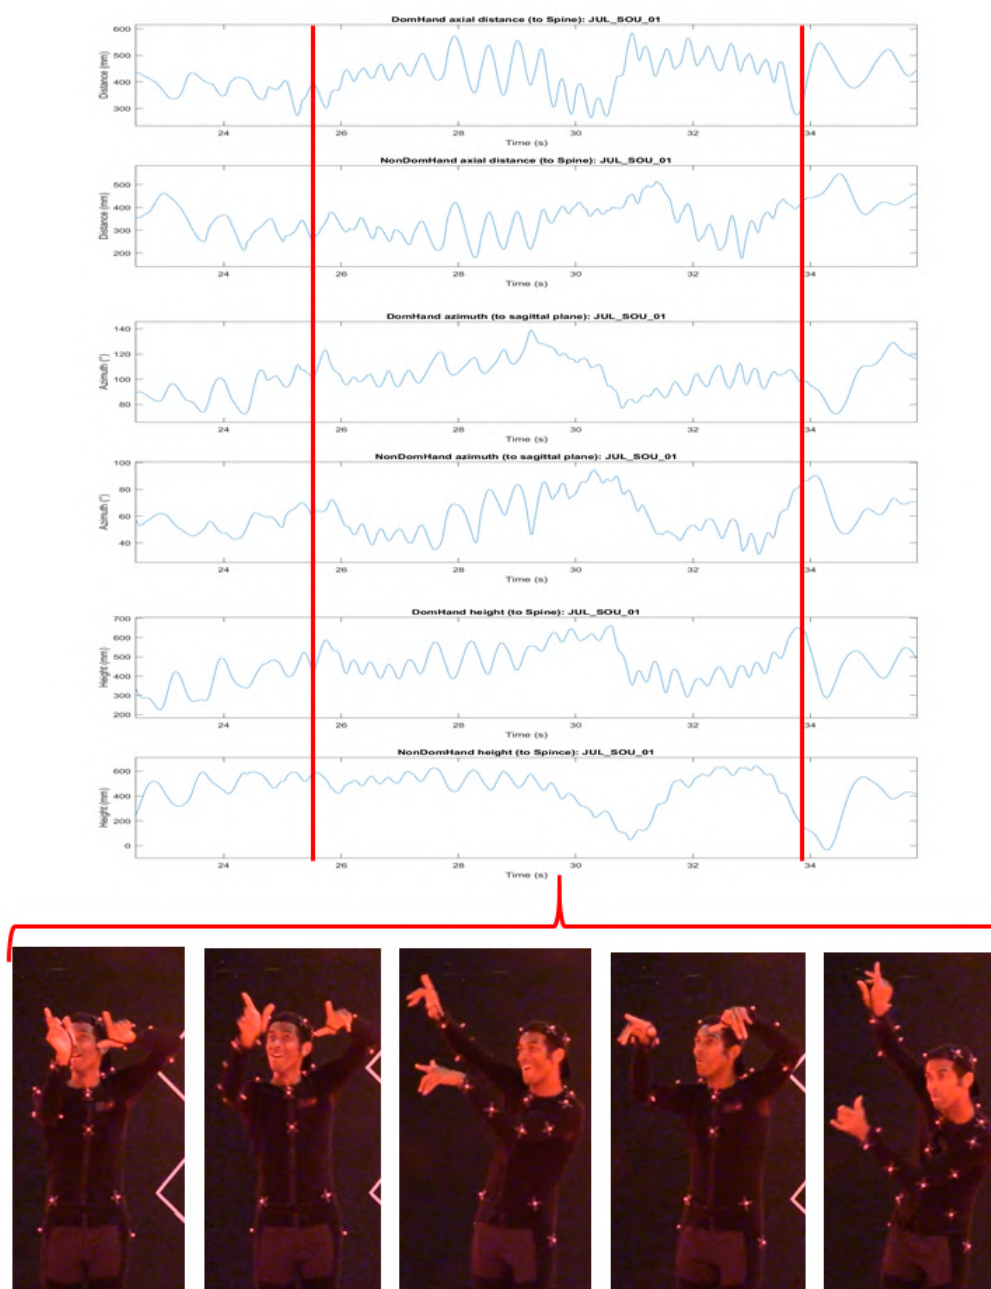 DomHand axial distance (to Spine): JUL_SOU_01
Distance (mm)
600
500
400
300
24 26 28 30 32 34
Time (s)
NonDomHand axial distance (to Spine): JUL_SOU_01
Distance (mm)
500
400
300
200
24 26 28 30 32 34
Time (s)
DomHand azimuth (to sagittal plane): JUL_SOU_01
Azimuth (°)
140
120
100
80
24 26 28 30 32 34
Time (s)
NonDomHand azimuth (to sagittal plane): JUL_SOU_01
Azimuth (°)
100
80
60
40
24 26 28 30 32 34
Time (s)
DomHand height (to Spine): JUL_SOU_01
Height (mm)
700
600
500
400
300
200
24 26 28 30 32 34
Time (s)
NonDomHand height (to Spince): JUL_SOU_01
Height (mm)
600
400
200
0
24 26 28 30 32 34
Time (s)